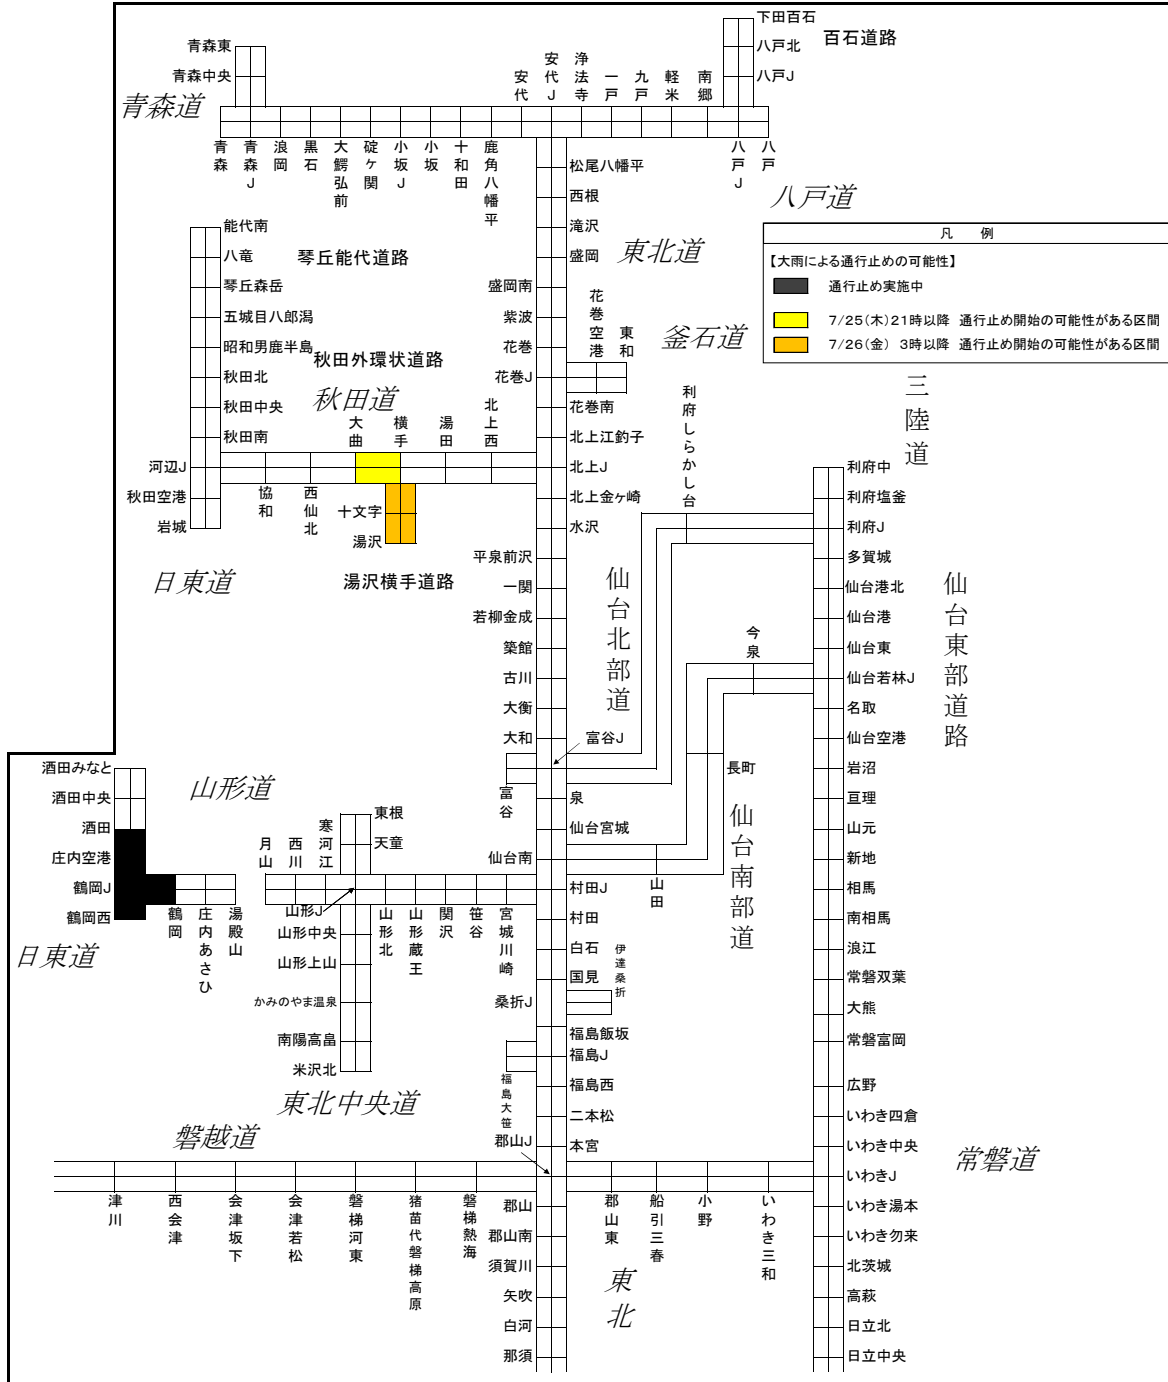 下田百石
八戸北
八戸J
百石道路
青森東
青森中央
青森道
安代
安代J
浄法寺
一戸
九戸
軽米
南郷
青森
青森J
浪岡
黒石
大鰐弘前
碇ヶ関
小坂J
小坂
十和田
鹿角八幡平
八戸J
八戸
八戸道
松尾八幡平
西根
滝沢
盛岡
東北道
盛岡南
紫波
花巻
花巻J
花巻空港
東和
釜石道
花巻南
北上江釣子
北上J
北上金ヶ崎
水沢
凡 例
【大雨による通行止めの可能性】
通行止め実施中
7/25(木)21時以降 通行止め開始の可能性がある区間
7/26(金) 3時以降 通行止め開始の可能性がある区間
能代南
八竜
琴丘森岳
五城目八郎潟
昭和男鹿半島
秋田北
秋田中央
秋田南
河辺J
秋田空港
岩城
琴丘能代道路
秋田外環状道路
秋田道
大曲
横手
湯田
北上西
協和
西仙北
十文字
湯沢
日東道
湯沢横手道路
平泉前沢
一関
若柳金成
築館
古川
大衡
大和
富谷J
富谷
泉
仙台宮城
仙台南
村田J
村田
白石
国見
伊達桑折
桑折J
福島飯坂
福島J
福島大笹
福島西
二本松
本宮
郡山J
仙台北部道
利府しらかし台
三陸道
利府中
利府塩釜
利府J
多賀城
仙台港北
仙台港
仙台東
仙台若林J
名取
仙台空港
岩沼
亘理
山元
新地
相馬
南相馬
浪江
常磐双葉
大熊
常磐富岡
広野
いわき四倉
いわき中央
いわきJ
いわき湯本
いわき勿来
北茨城
高萩
日立北
日立中央
仙台東部道路
今泉
長町
山田
仙台南部道
常磐道
酒田みなと
酒田中央
酒田
庄内空港
鶴岡J
鶴岡西
日東道
鶴岡
庄内あさひ
湯殿山
山形道
月山
西川
寒河江
東根
天童
山形J
山形中央
山形上山
かみのやま温泉
南陽高畠
米沢北
山形北
山形蔵王
関沢
笹谷
宮城川崎
東北中央道
磐越道
津川
西会津
会津坂下
会津若松
磐梯河東
猪苗代磐梯高原
磐梯熱海
郡山
郡山南
須賀川
矢吹
白河
那須
郡山東
船引三春
小野
いわき三和
東北